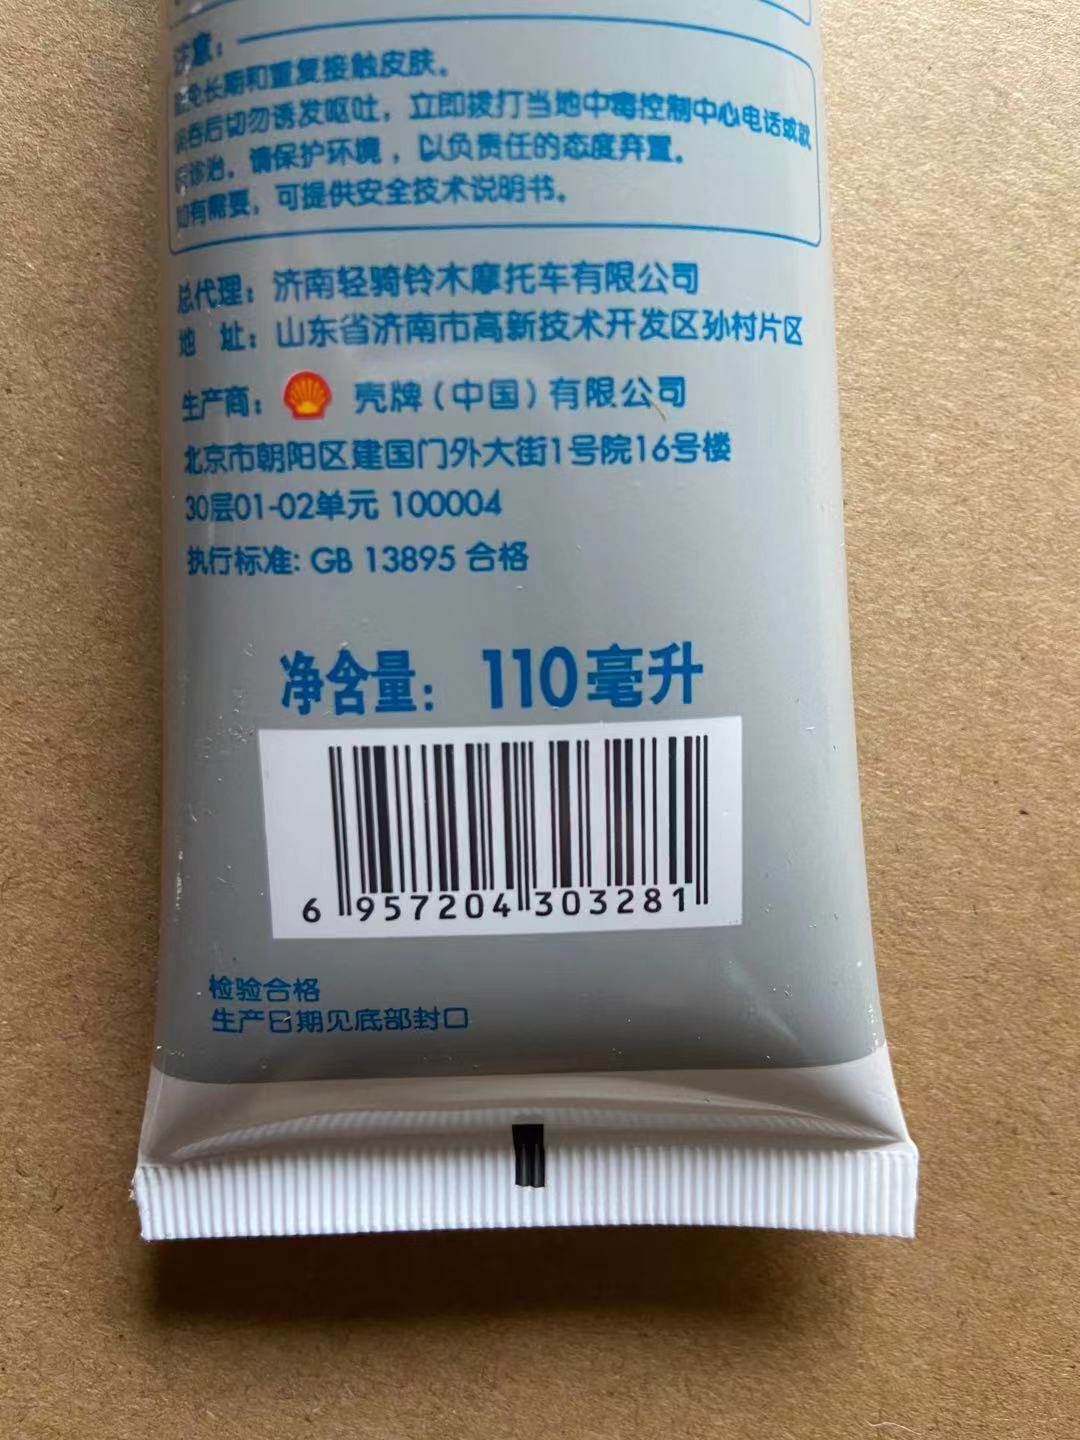 注意：
避免长期和重复接触皮肤。
误吞后切勿诱发呕吐，立即拨打当地中毒控制中心电话或就
医诊治。请保护环境，以负责任的态度弃置。
如有需要，可提供安全技术说明书。
总代理：济南轻骑铃木摩托车有限公司
地 址：山东省济南市高新技术开发区孙村片区
生产商：壳牌（中国）有限公司
北京市朝阳区建国门外大街1号院16号楼
30层01-02单元 100004
执行标准: GB 13895 合格
净含量：110毫升
6 957204 303281
检验合格
生产日期见底部封口